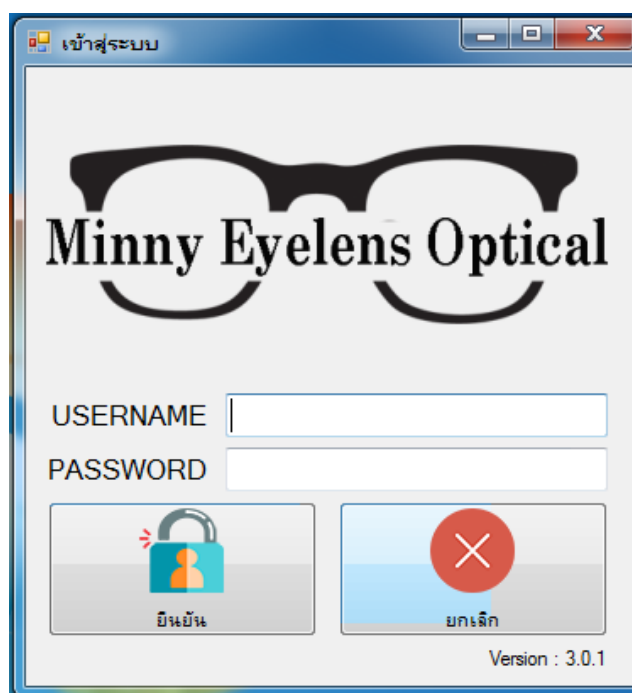 เข้าสู่ระบบ
Minny Eyelens Optical
USERNAME
PASSWORD
ยืนยัน
ยกเลิก
Version : 3.0.1